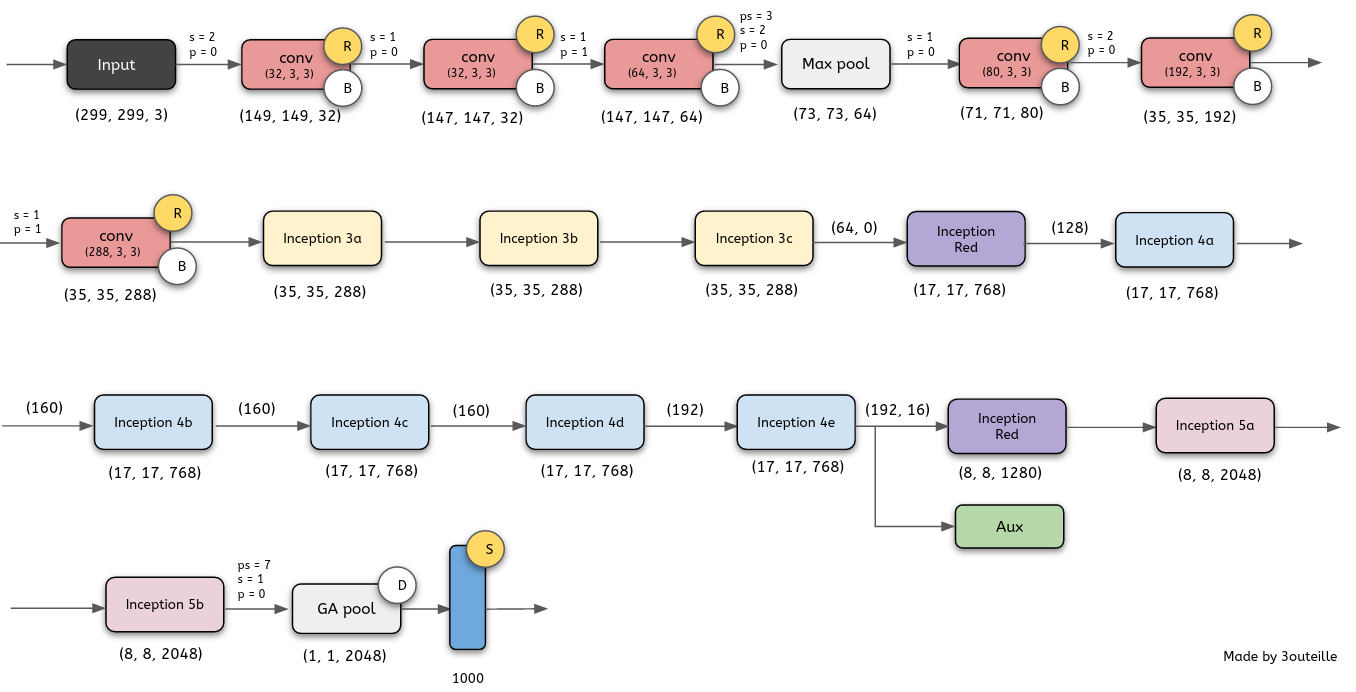 s = 2
p = 0
Input
(299, 299, 3)
conv
(32, 3, 3)
R
B
(149, 149, 32)
s = 1
p = 0
conv
(32, 3, 3)
R
B
(147, 147, 32)
s = 1
p = 1
conv
(64, 3, 3)
R
B
(147, 147, 64)
ps = 3
s = 2
p = 0
Max pool
(73, 73, 64)
s = 1
p = 0
conv
(80, 3, 3)
R
B
(71, 71, 80)
s = 2
p = 0
conv
(192, 3, 3)
R
B
(35, 35, 192)
s = 1
p = 1
conv
(288, 3, 3)
R
B
(35, 35, 288)
Inception 3a
(35, 35, 288)
Inception 3b
(35, 35, 288)
Inception 3c
(35, 35, 288)
(64, 0)
Inception
Red
(17, 17, 768)
(128)
Inception 4a
(17, 17, 768)
(160)
Inception 4b
(17, 17, 768)
(160)
Inception 4c
(17, 17, 768)
(160)
Inception 4d
(17, 17, 768)
(192)
Inception 4e
(17, 17, 768)
(192, 16)
Inception
Red
(8, 8, 1280)
Aux
Inception 5a
(8, 8, 2048)
Inception 5b
(8, 8, 2048)
ps = 7
s = 1
p = 0
GA pool
D
(1, 1, 2048)
S
1000
Made by 3outeille